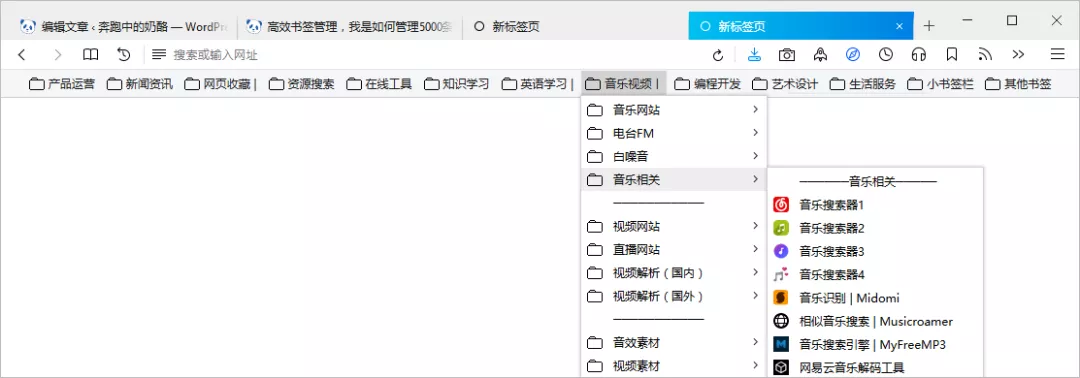 编辑文章 ‹ 奔跑中的奶酪 — WordPr
高效书签管理，我是如何管理5000条
新标签页
新标签页
搜索或输入网址
产品运营 新闻资讯 网页收藏 | 资源搜索 在线工具 知识学习 英语学习 | 音乐视频 | 编程开发 艺术设计 生活服务 小书签栏 其他书签
音乐网站
电台FM
白噪音
音乐相关
————————
视频网站
直播网站
视频解析（国内）
视频解析（国外）
————————
音效素材
视频素材
————音乐相关————
音乐搜索器1
音乐搜索器2
音乐搜索器3
音乐搜索器4
音乐识别 | Midomi
相似音乐搜索 | Musicroamer
音乐搜索引擎 | MyFreeMP3
网易云音乐解码工具